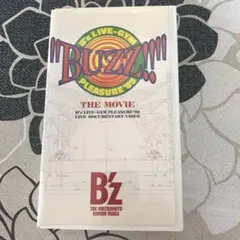 B'z LIVE-GYM
"BUZZ!!"
PLEASURE'95
THE MOVIE
B'z LIVE-GYM PLEASURE'95
LIVE DOCUMENTARY VIDEO
B'z